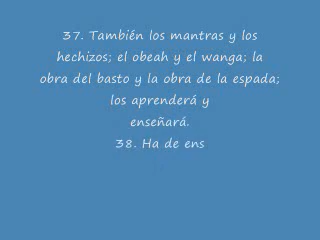 37. También los mantras y los
hechizos; el obeah y el wanga; la
obra del basto y la obra de la espada;
los aprenderá y
enseñará.
38. Ha de ens